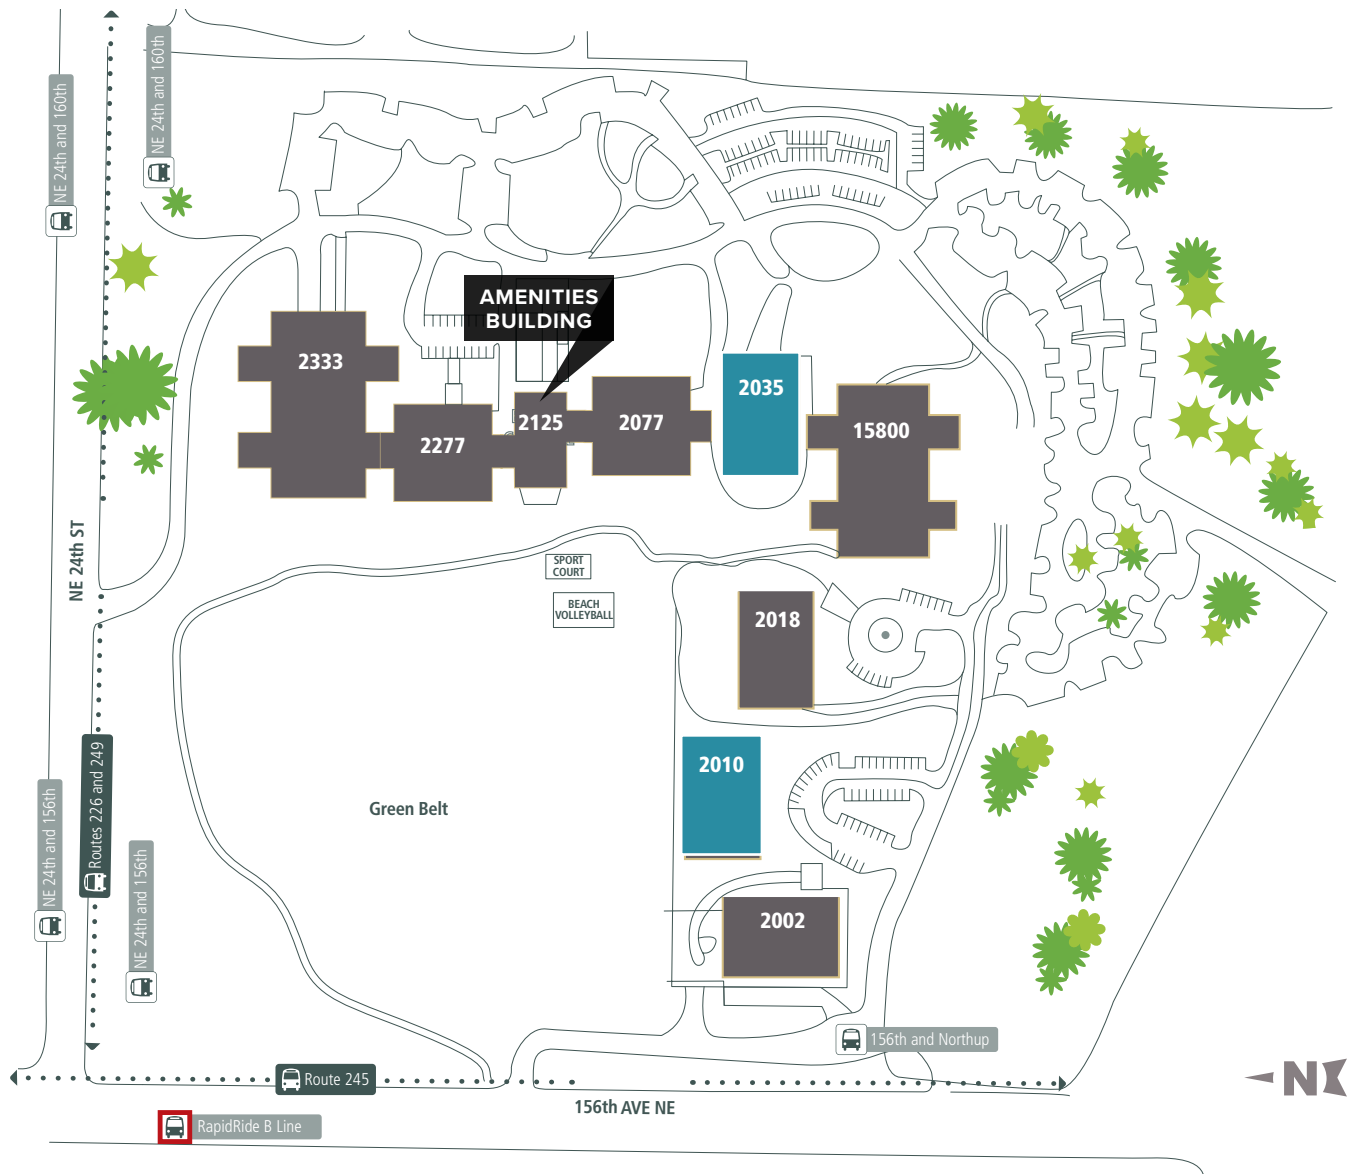 NE 24th and 160th
NE 24th and 160th
AMENITIES
BUILDING
2333
2277
2125
2077
2035
15800
NE 24th ST
SPORT
COURT
BEACH
VOLLEYBALL
2018
2010
Routes 226 and 249
NE 24th and 156th
NE 24th and 156th
Green Belt
2002
156th and Northup
Route 245
N
156th AVE NE
RapidRide B Line